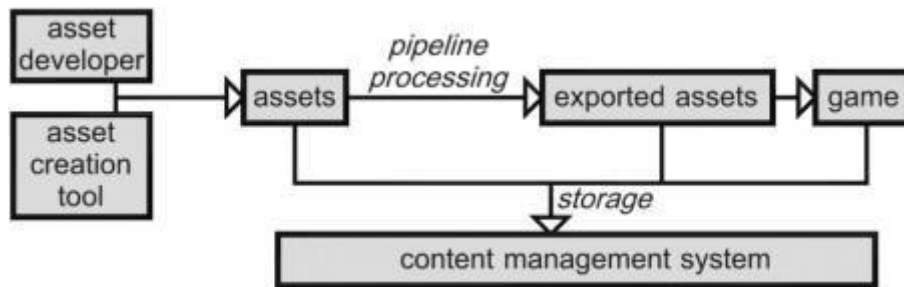 asset
developer
asset
creation
tool
assets
pipeline
processing
exported assets
game
storage
content management system